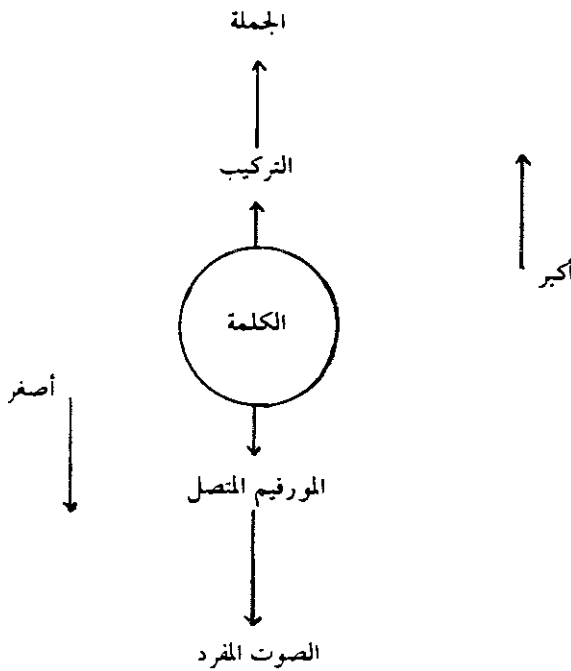 الجملة
التركيب
أكبر
الكلمة
أصغر
المورفيم المتصل
الصوت المفرد